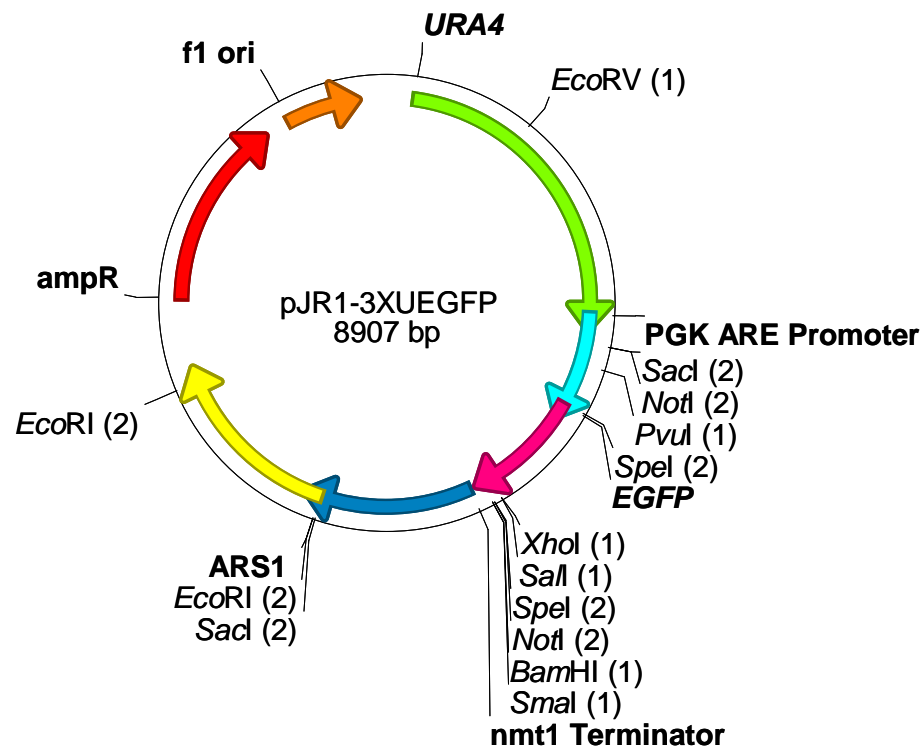 URA4
f1 ori
EcoRV (1)
ampR
pJR1-3XUEGFP
8907 bp
PGK ARE Promoter
SacI (2)
NotI (2)
PvuI (1)
SpeI (2)
EGFP
EcoRI (2)
XhoI (1)
SalI (1)
SpeI (2)
NotI (2)
BamHI (1)
SmaI (1)
nmt1 Terminator
ARS1
EcoRI (2)
SacI (2)